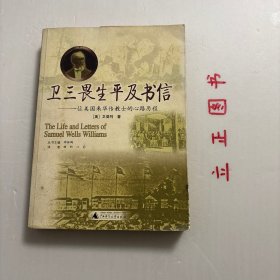 卫三畏生平及书信
——一位美国来华传教士的心路历程
[美] 卫斐列 著
The Life and Letters of
Samuel Wells Williams
广西师范大学出版社
立正图书